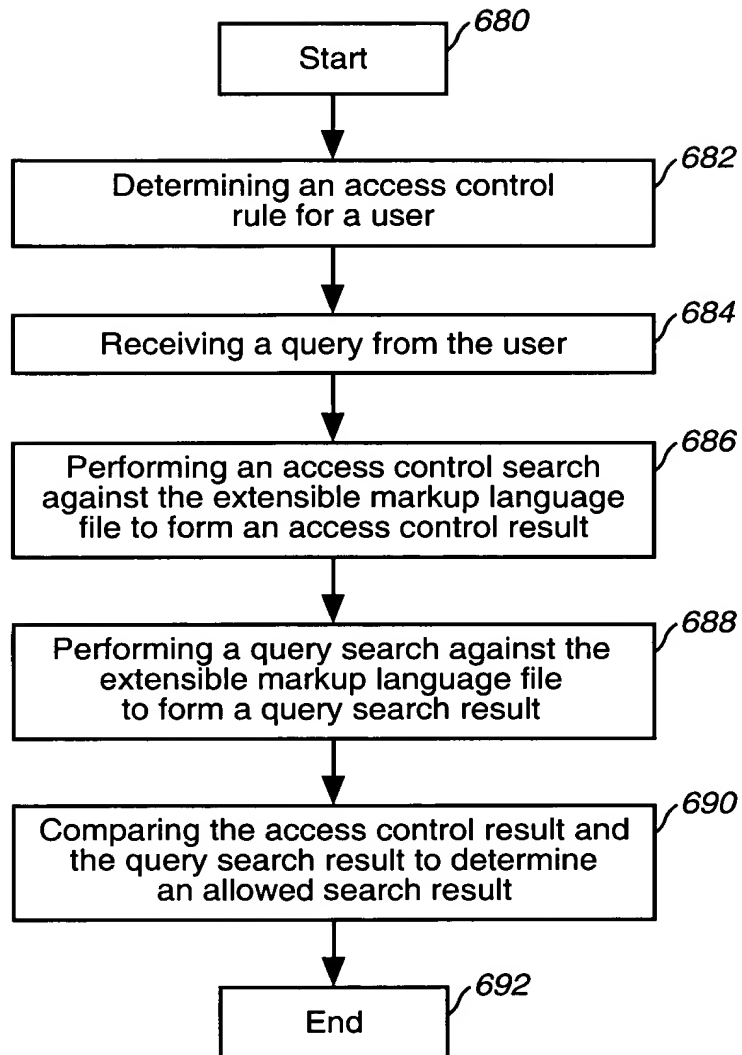 680
Start
682
Determining an access control
rule for a user
684
Receiving a query from the user
686
Performing an access control search
against the extensible markup language
file to form an access control result
688
Performing a query search against the
extensible markup language file
to form a query search result
690
Comparing the access control result and
the query search result to determine
an allowed search result
692
End